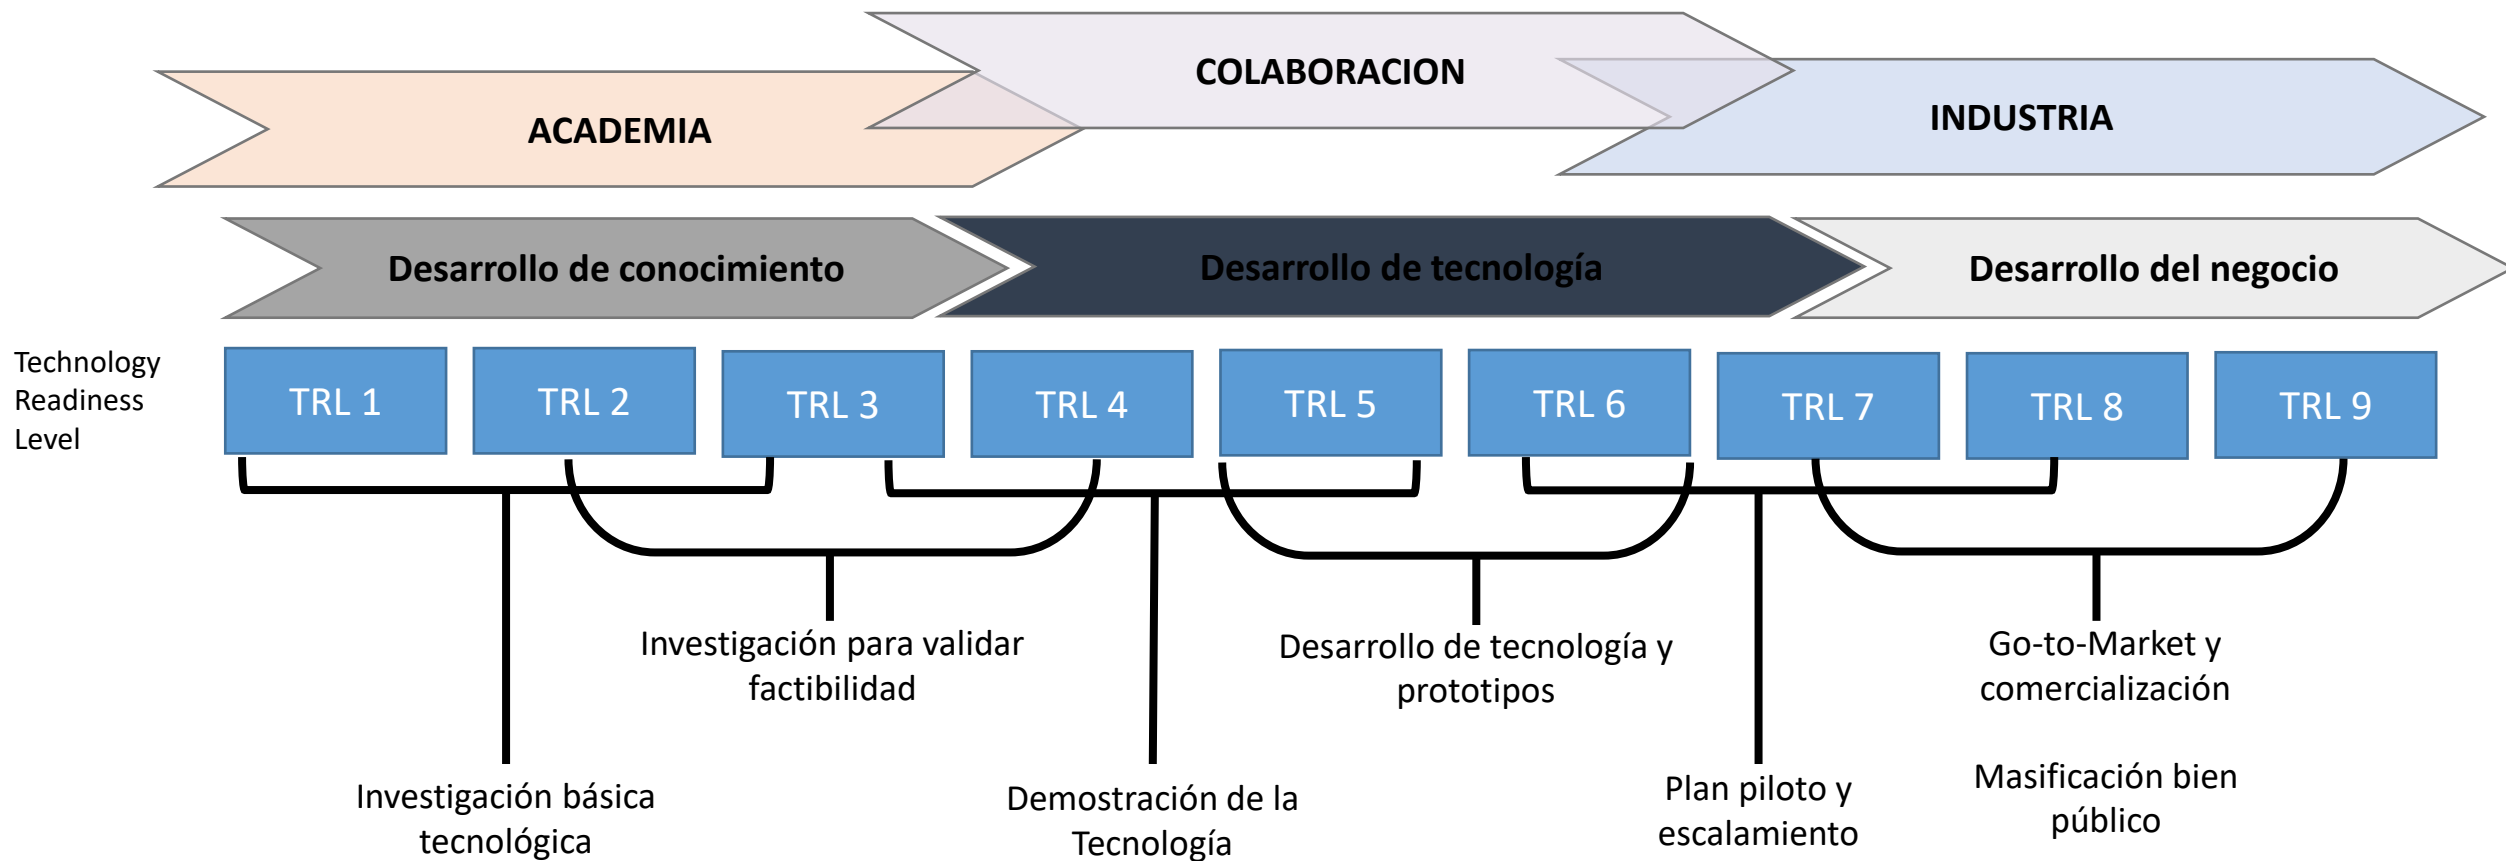 COLABORACION
ACADEMIA
INDUSTRIA
Desarrollo de conocimiento
Desarrollo de tecnología
Desarrollo del negocio
Technology
Readiness
Level
TRL 1
TRL 2
TRL 3
TRL 4
TRL 5
TRL 6
TRL 7
TRL 8
TRL 9
Investigación para validar
factibilidad
Desarrollo de tecnología y
prototipos
Go-to-Market y
comercialización
Investigación básica
tecnológica
Demostración de la
Tecnología
Plan piloto y
escalamiento
Masificación bien
público